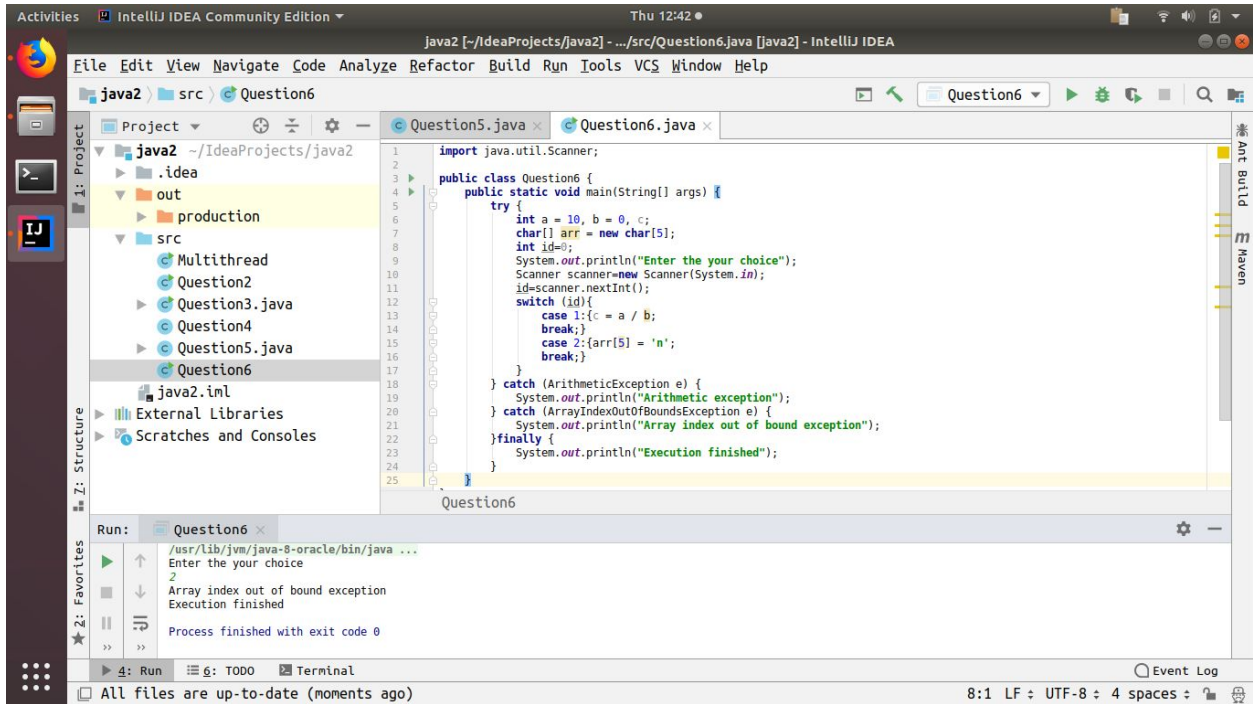 Activities IntelliJ IDEA Community Edition Thu 12:42
java2 [~/IdeaProjects/java2] - .../src/Question6.java [java2] - IntelliJ IDEA
File Edit View Navigate Code Analyze Refactor Build Run Tools VCS Window Help
java2 src Question6 Question6
Project Question5.java Question6.java
1: Project
java2 ~/IdeaProjects/java2
.idea
out
production
src
Multithread
Question2
Question3.java
Question4
Question5.java
Question6
java2.iml
External Libraries
Scratches and Consoles
1 import java.util.Scanner;
2
3 public class Question6 {
4 public static void main(String[] args) {
5 try {
6 int a = 10, b = 0, c;
7 char[] arr = new char[5];
8 int id=0;
9 System.out.println("Enter the your choice");
10 Scanner scanner=new Scanner(System.in);
11 id=scanner.nextInt();
12 switch (id){
13 case 1:{c = a / b;
14 break;}
15 case 2:{arr[5] = 'n';
16 break;}
17 }
18 } catch (ArithmeticException e) {
19 System.out.println("Arithmetic exception");
20 } catch (ArrayIndexOutOfBoundsException e) {
21 System.out.println("Array index out of bound exception");
22 }finally {
23 System.out.println("Execution finished");
24 }
25 }
Question6
Ant Build
m Maven
Z: Structure
2: Favorites
Run: Question6
/usr/lib/jvm/java-8-oracle/bin/java ...
Enter the your choice
2
Array index out of bound exception
Execution finished
Process finished with exit code 0
4: Run 6: TODO Terminal Event Log
All files are up-to-date (moments ago) 8:1 LF UTF-8 4 spaces